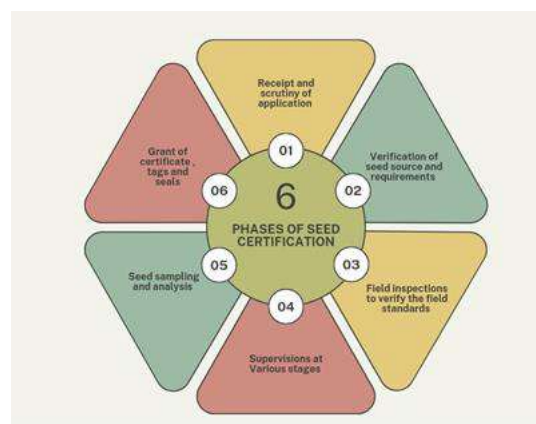 6
PHASES OF SEED
CERTIFICATION
01
Receipt and
scrutiny of
application
02
Verification of
seed source and
requirements
03
Field inspections
to verify the field
standards
04
Supervisions at
Various stages
05
Seed sampling
and analysis
06
Grant of
certificate ,
tags and
seals